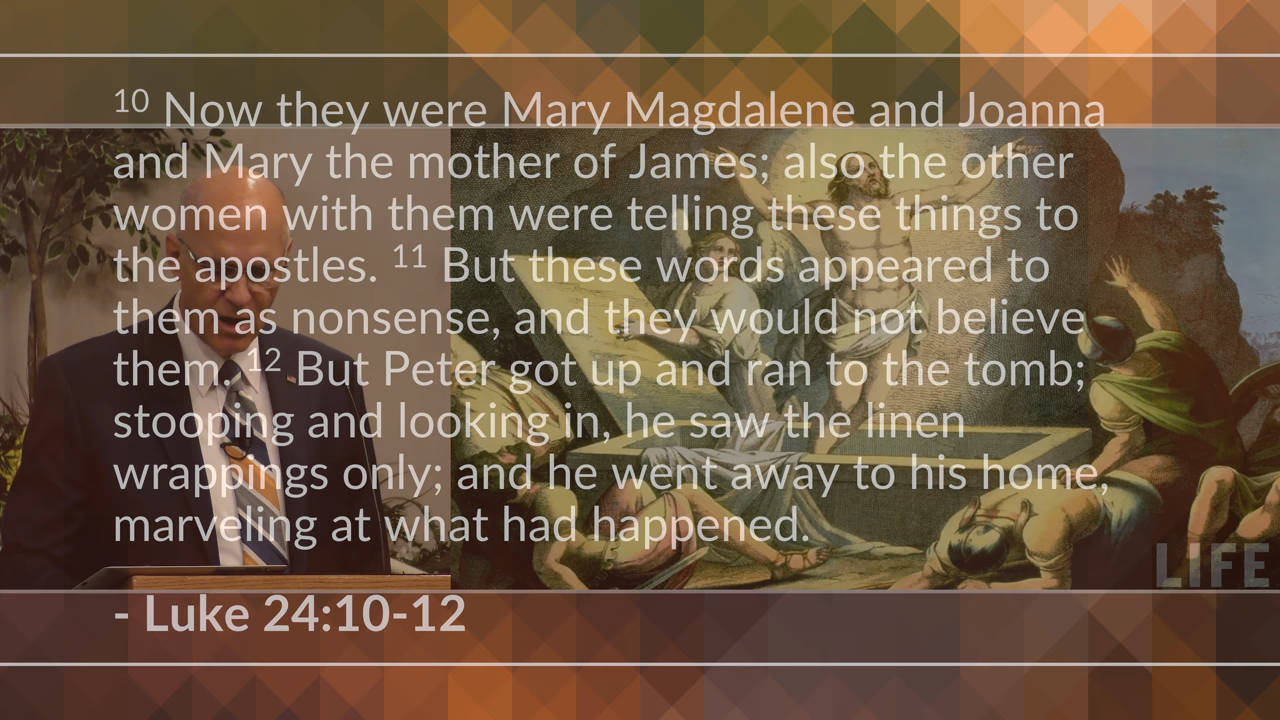 10 Now they were Mary Magdalene and Joanna
and Mary the mother of James; also the other
women with them were telling these things to
the apostles. 11 But these words appeared to
them as nonsense, and they would not believe
them. 12 But Peter got up and ran to the tomb;
stooping and looking in, he saw the linen
wrappings only; and he went away to his home,
marveling at what had happened.
LIFE
- Luke 24:10-12